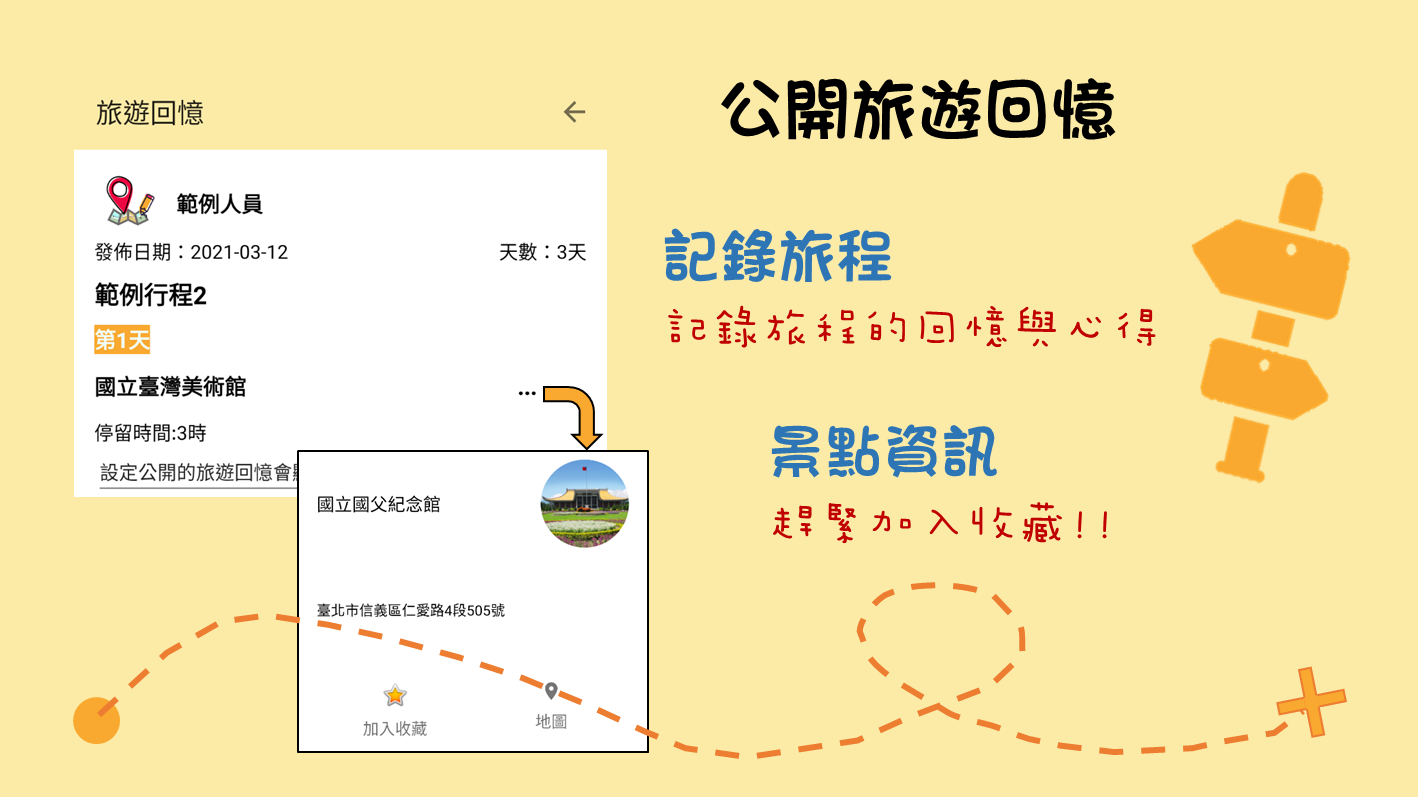 公開旅遊回憶
旅遊回憶
範例人員
發佈日期：2021-03-12
天數：3天
範例行程2
第1天
國立臺灣美術館
...
停留時間:3時
設定公開的旅遊回憶會
國立國父紀念館
臺北市信義區仁愛路4段505號
加入收藏
地圖
記錄旅程
記錄旅程的回憶與心得
景點資訊
趕緊加入收藏!!